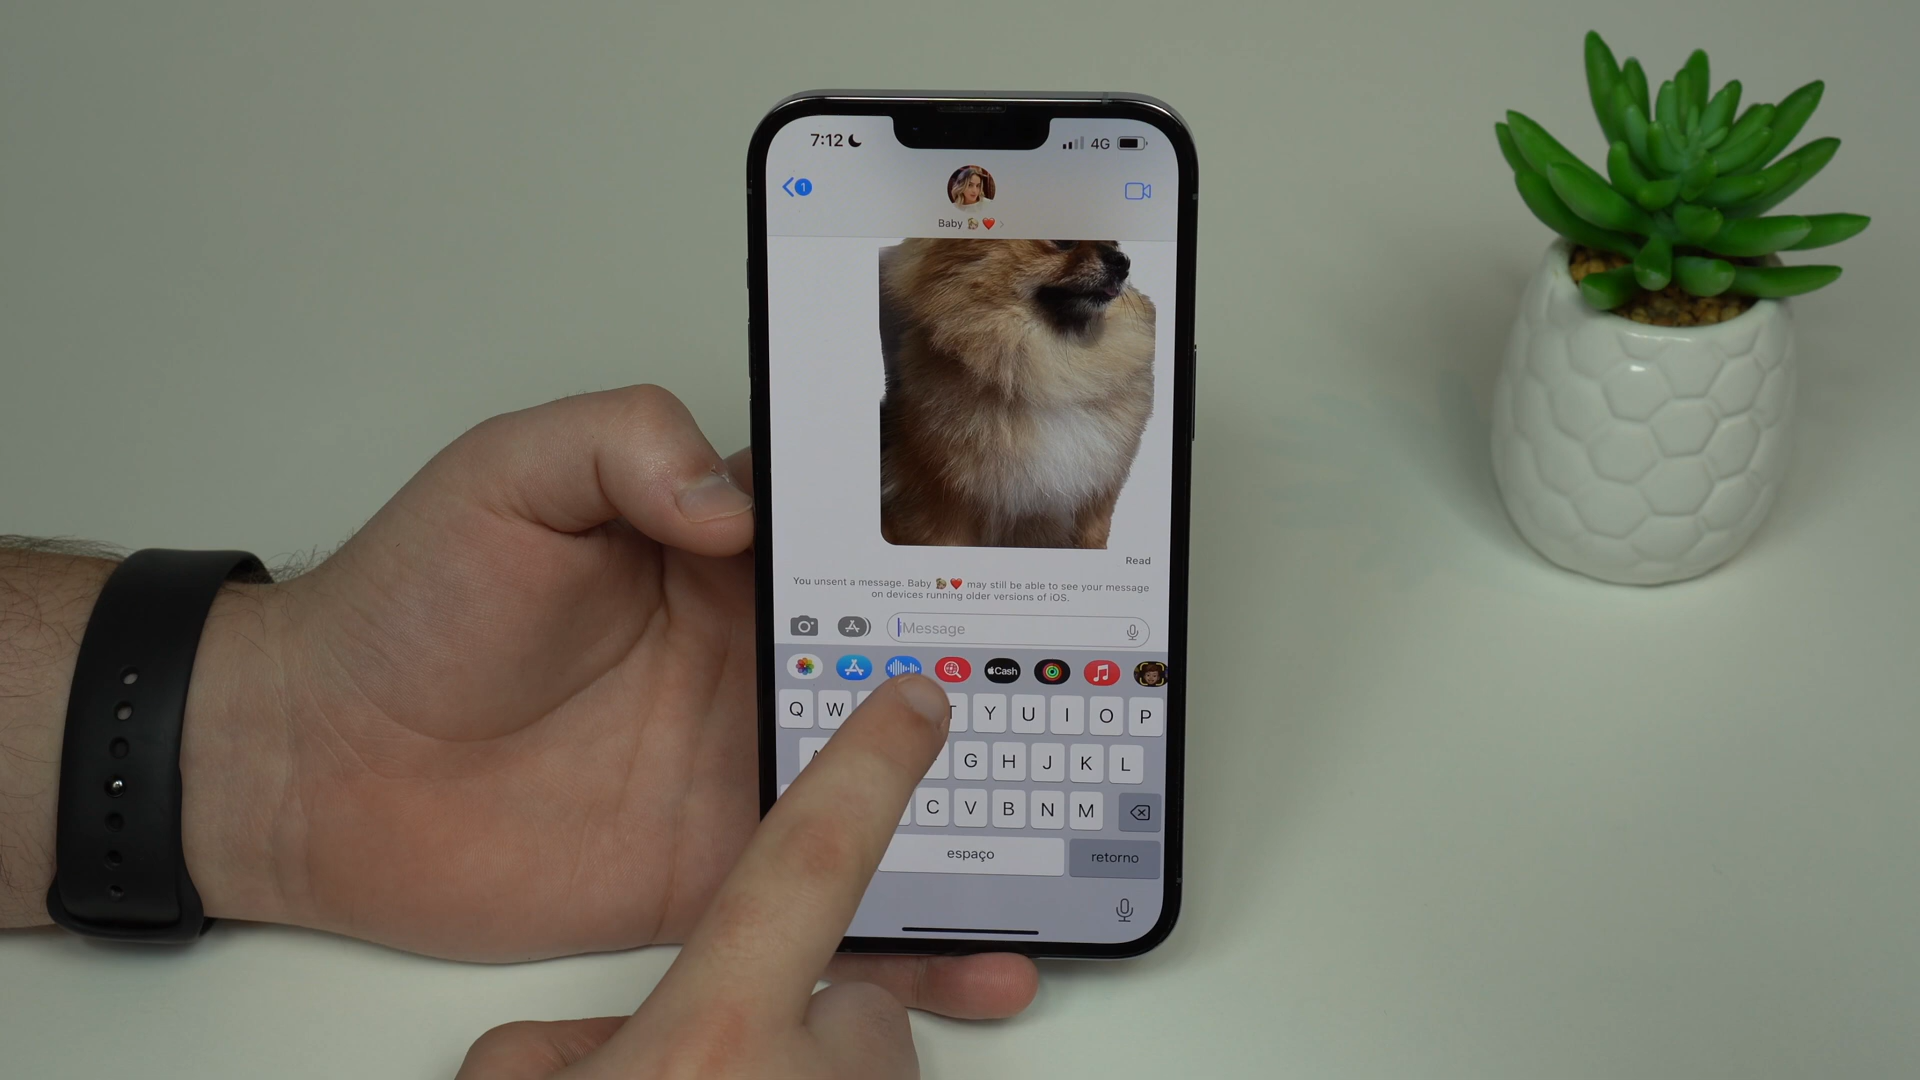 7:12
4G
1
Baby
Read
You unsent a message. Baby may still be able to see your message
on devices running older versions of iOS.
iMessage
Cash
Q W T Y U I O P
A G H J K L
C V B N M
espaço
retorno